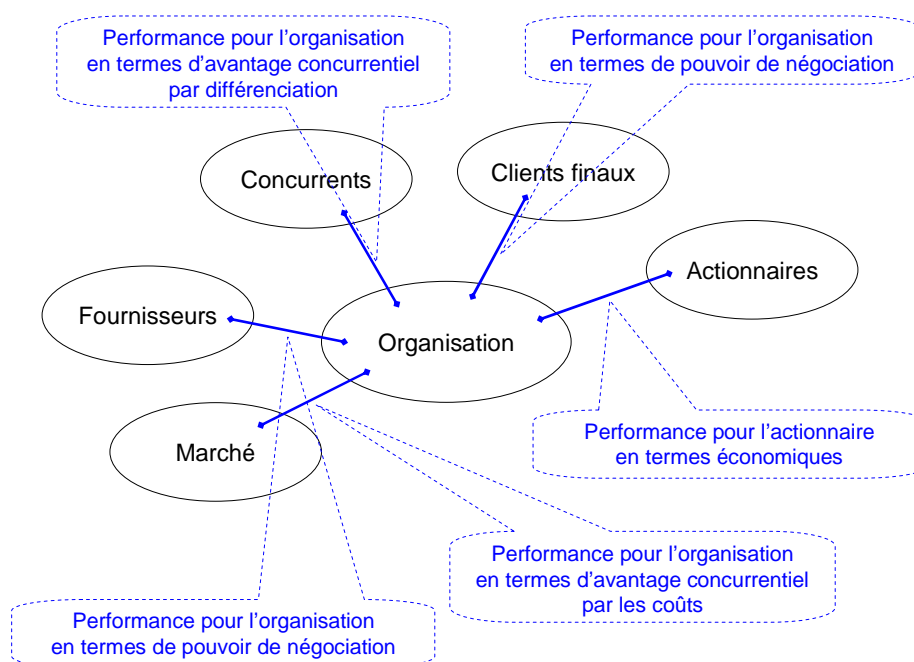 Performance pour l’organisation
en termes d’avantage concurrentiel
par différenciation
Performance pour l’organisation
en termes de pouvoir de négociation
Concurrents
Clients finaux
Actionnaires
Fournisseurs
Organisation
Marché
Performance pour l’actionnaire
en termes économiques
Performance pour l’organisation
en termes d’avantage concurrentiel
par les coûts
Performance pour l’organisation
en termes de pouvoir de négociation